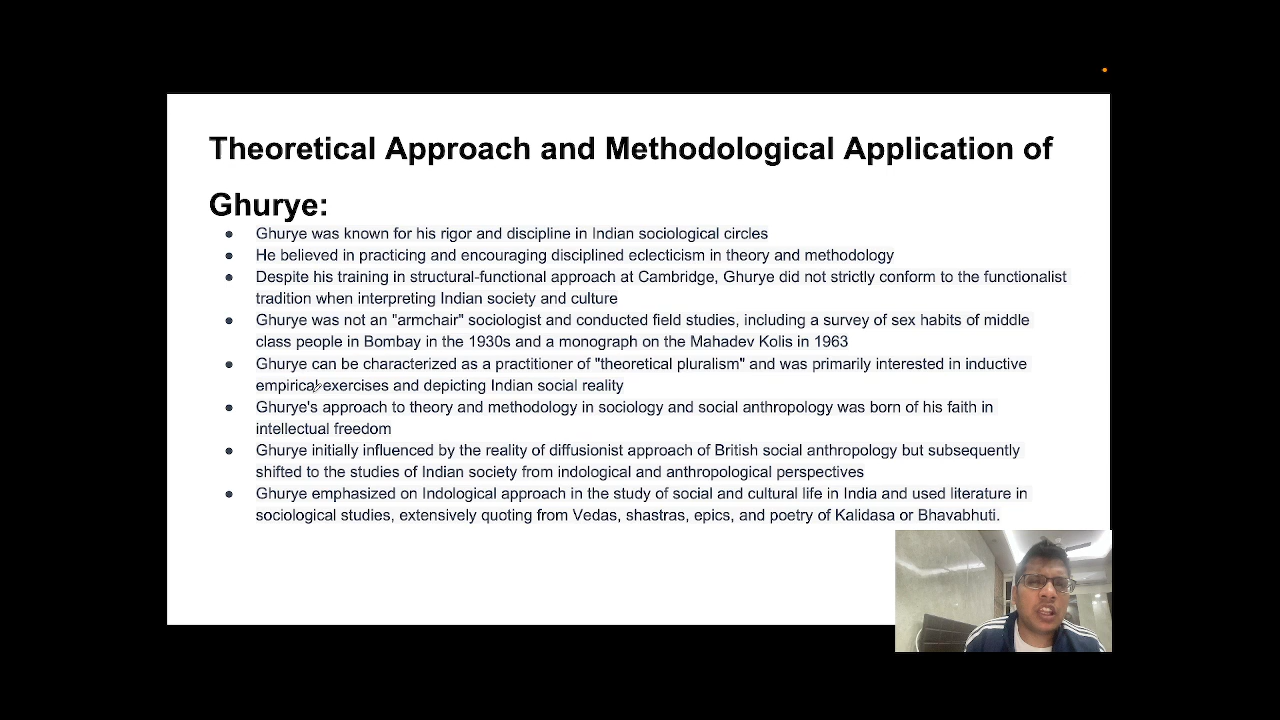 Theoretical Approach and Methodological Application of
Ghurye:
● Ghurye was known for his rigor and discipline in Indian sociological circles
● He believed in practicing and encouraging disciplined eclecticism in theory and methodology
● Despite his training in structural-functional approach at Cambridge, Ghurye did not strictly conform to the functionalist
tradition when interpreting Indian society and culture
● Ghurye was not an "armchair" sociologist and conducted field studies, including a survey of sex habits of middle
class people in Bombay in the 1930s and a monograph on the Mahadev Kolis in 1963
● Ghurye can be characterized as a practitioner of "theoretical pluralism" and was primarily interested in inductive
empirical exercises and depicting Indian social reality
● Ghurye's approach to theory and methodology in sociology and social anthropology was born of his faith in
intellectual freedom
● Ghurye initially influenced by the reality of diffusionist approach of British social anthropology but subsequently
shifted to the studies of Indian society from indological and anthropological perspectives
● Ghurye emphasized on Indological approach in the study of social and cultural life in India and used literature in
sociological studies, extensively quoting from Vedas, shastras, epics, and poetry of Kalidasa or Bhavabhuti.